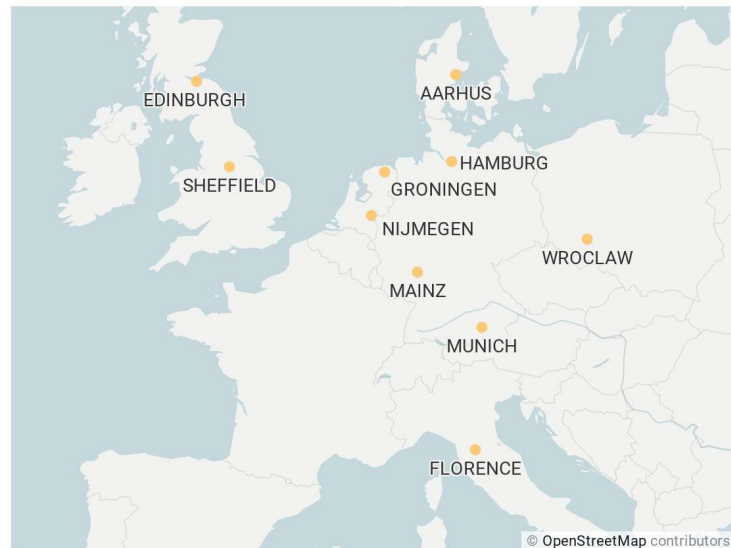 EDINBURGH
AARHUS
SHEFFIELD
HAMBURG
GRONINGEN
NIJMEGEN
WROCLAW
MAINZ
MUNICH
FLORENCE
© OpenStreetMap contributors